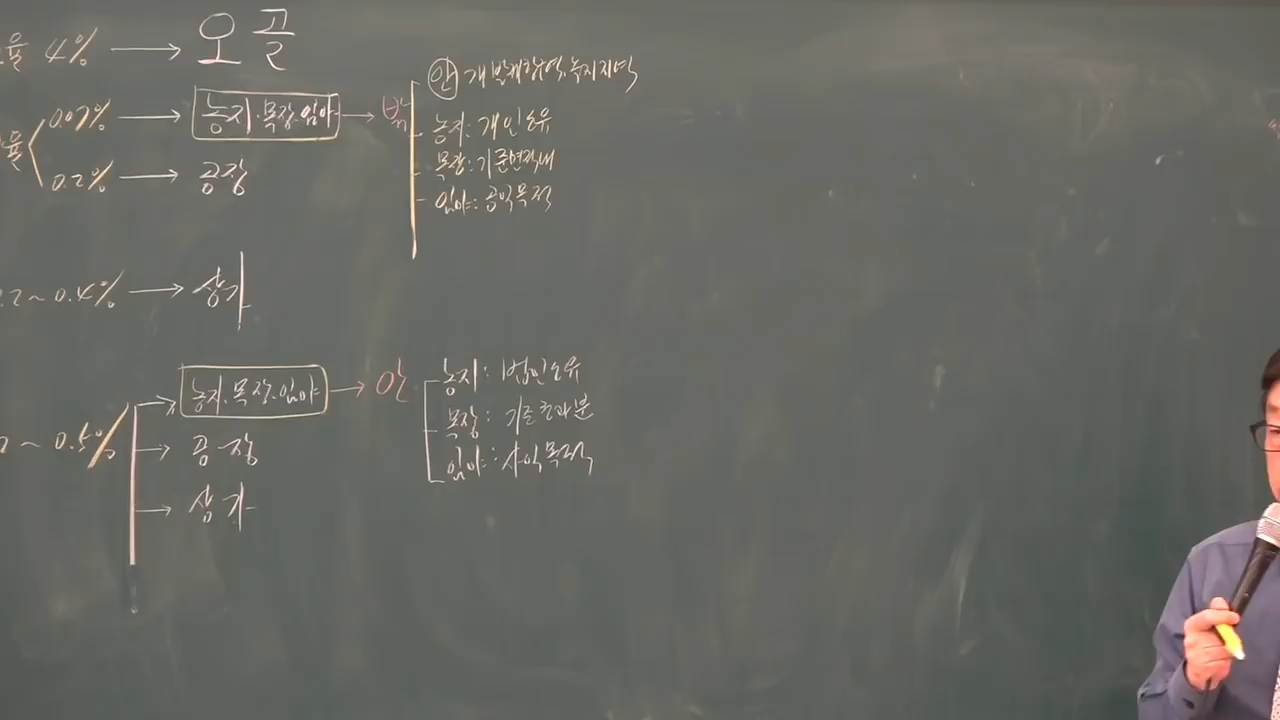 율 4% → 오 골
율 0.07% → 농지·목장·임야 → 밖
0.2% → 공장
안 개발제한구역, 녹지지역
농지: 개인소유
목장: 기준면적내
임야: 공익목적
.2 ~ 0.4% → 상가
2 ~ 0.5% → 농지·목장·임야 → 안
농지: 법인소유
목장: 기준초과분
임야: 사익목적
→ 공장
→ 상가